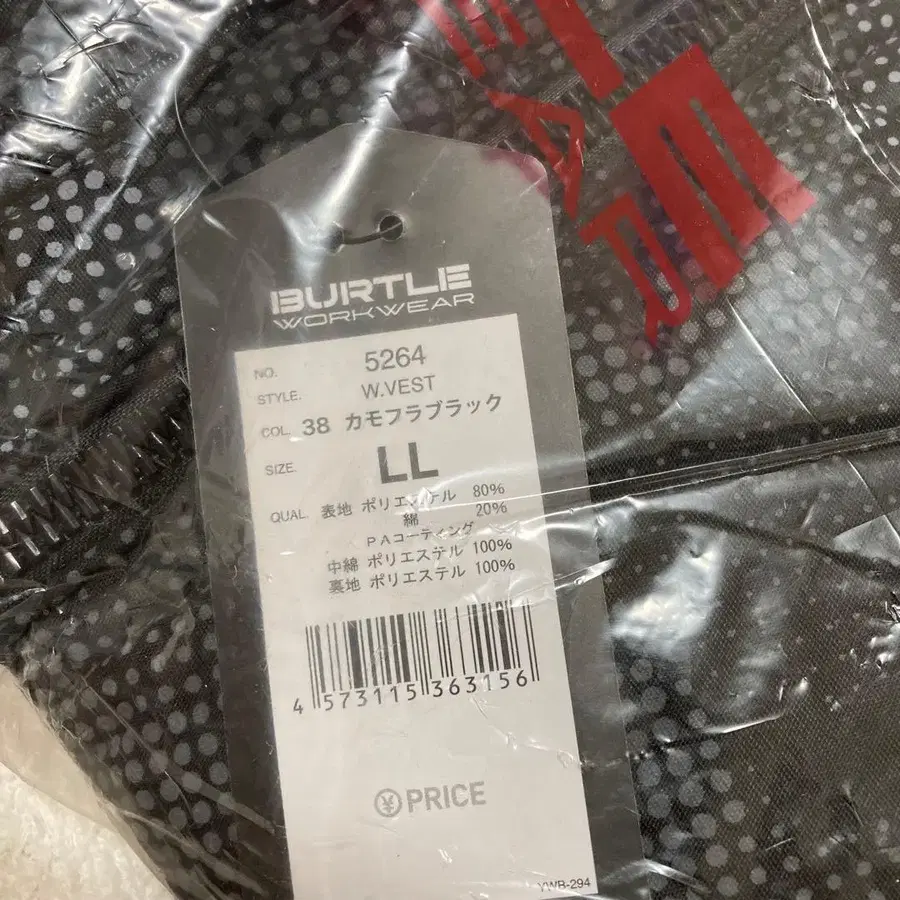 BURTLE
WORKWEAR
NO. 5264
STYLE. W.VEST
COL. 38 カモフラブラック
SIZE. LL
QUAL. 表地 ポリエステル 80%
綿 20%
PAコーティング
中綿 ポリエステル 100%
裏地 ポリエステル 100%
4 573115 363156
¥PRICE
YWB-294